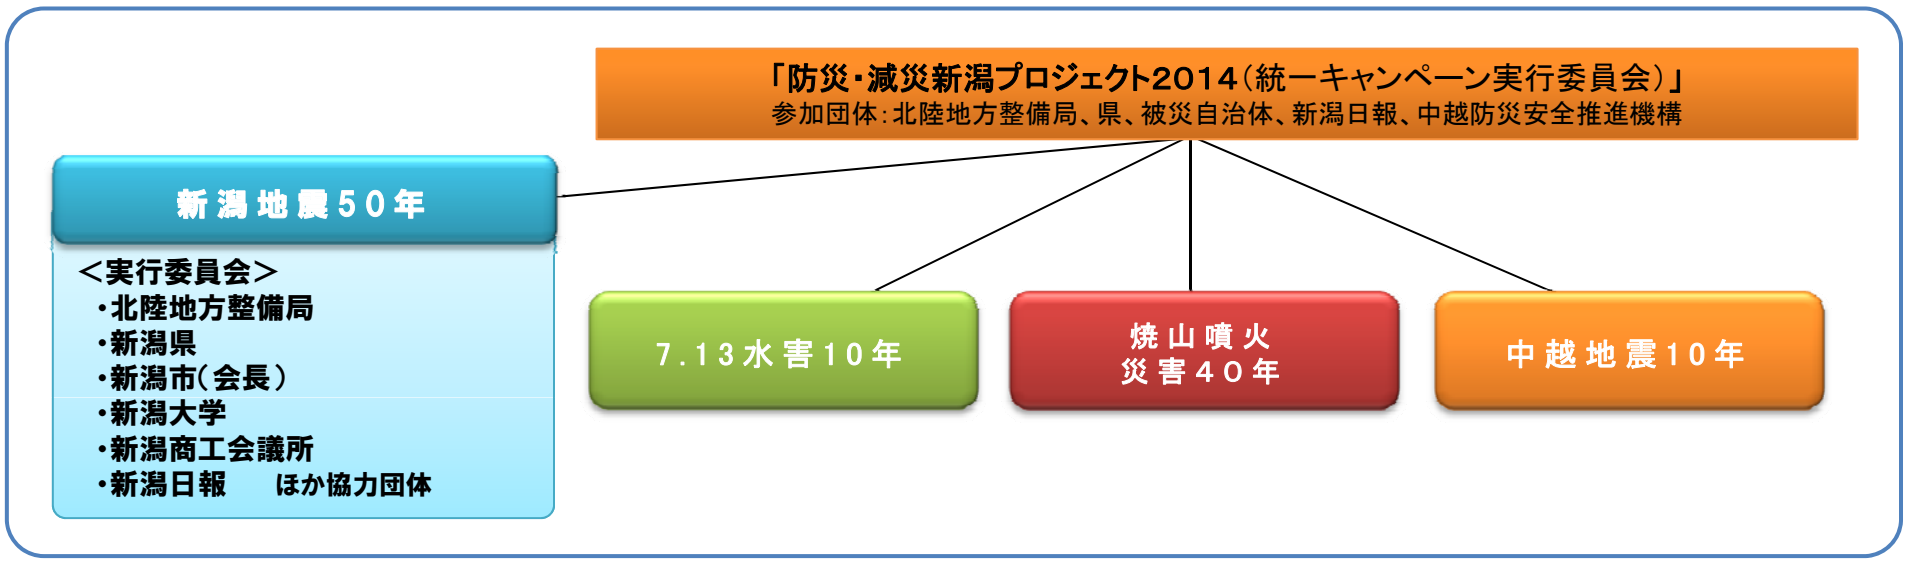 「防災・減災新潟プロジェクト2014(統一キャンペーン実行委員会)」
参加団体:北陸地方整備局、県、被災自治体、新潟日報、中越防災安全推進機構
新潟地震50年
<実行委員会>
・北陸地方整備局
・新潟県
・新潟市(会長)
・新潟大学
・新潟商工会議所
・新潟日報 ほか協力団体
7.13水害10年
焼山噴火
災害40年
中越地震10年